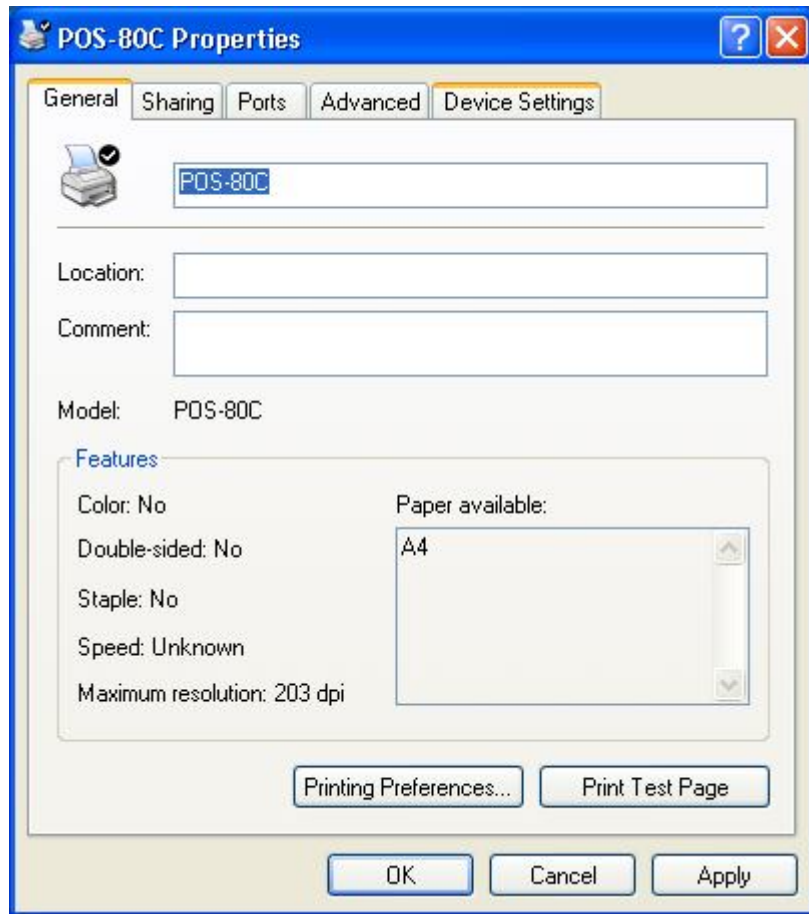 POS-80C Properties
General Sharing Ports Advanced Device Settings
POS-80C
Location:
Comment:
Model: POS-80C
Features
Color: No
Paper available:
Double-sided: No
A4
Staple: No
Speed: Unknown
Maximum resolution: 203 dpi
Printing Preferences... Print Test Page
OK Cancel Apply